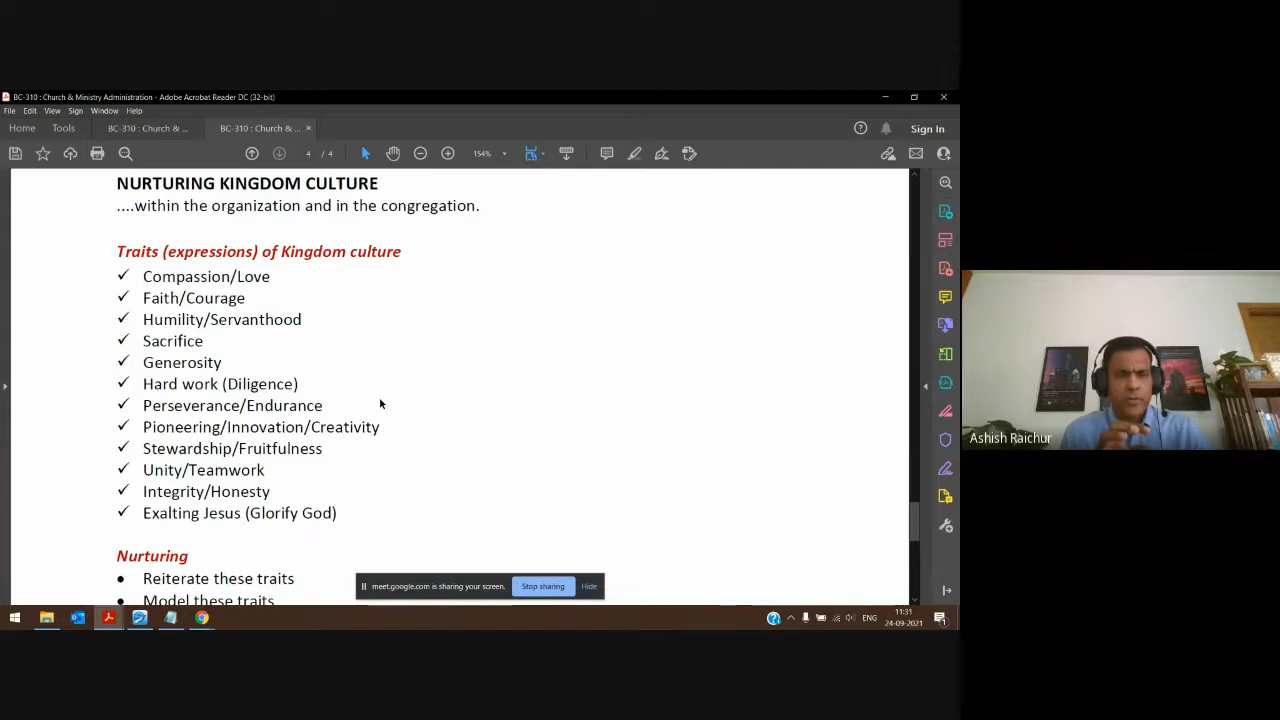 BC-310 : Church & Ministry Administration - Adobe Acrobat Reader DC (32-bit)
File Edit View Sign Window Help
Home Tools BC-310 : Church & ... BC-310 : Church & ... × Sign In
4 / 4 154%
NURTURING KINGDOM CULTURE
....within the organization and in the congregation.
Traits (expressions) of Kingdom culture
✓ Compassion/Love
✓ Faith/Courage
✓ Humility/Servanthood
✓ Sacrifice
✓ Generosity
✓ Hard work (Diligence)
✓ Perseverance/Endurance
✓ Pioneering/Innovation/Creativity
✓ Stewardship/Fruitfulness
✓ Unity/Teamwork
✓ Integrity/Honesty
✓ Exalting Jesus (Glorify God)
Nurturing
● Reiterate these traits
● Model these traits
meet.google.com is sharing your screen. Stop sharing Hide
ENG 11:31
24-09-2021
Ashish Raichur